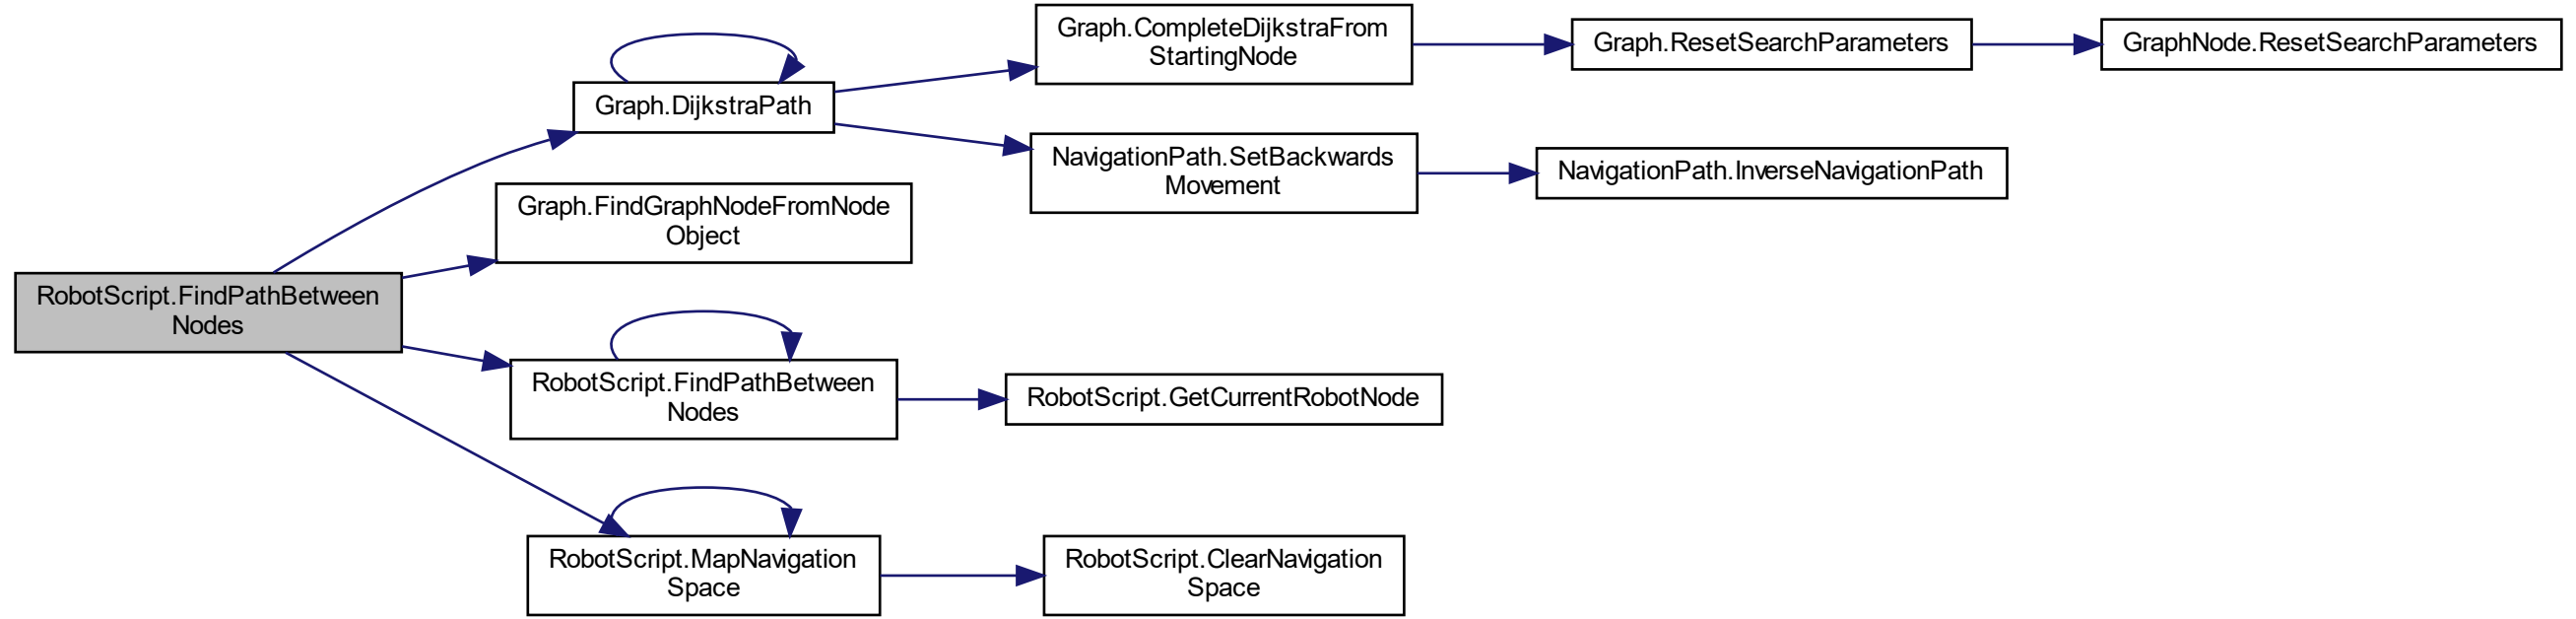 Graph.CompleteDijkstraFrom
StartingNode
Graph.ResetSearchParameters
GraphNode.ResetSearchParameters
Graph.DijkstraPath
NavigationPath.SetBackwards
Movement
NavigationPath.InverseNavigationPath
Graph.FindGraphNodeFromNode
Object
RobotScript.FindPathBetween
Nodes
RobotScript.FindPathBetween
Nodes
RobotScript.GetCurrentRobotNode
RobotScript.MapNavigation
Space
RobotScript.ClearNavigation
Space